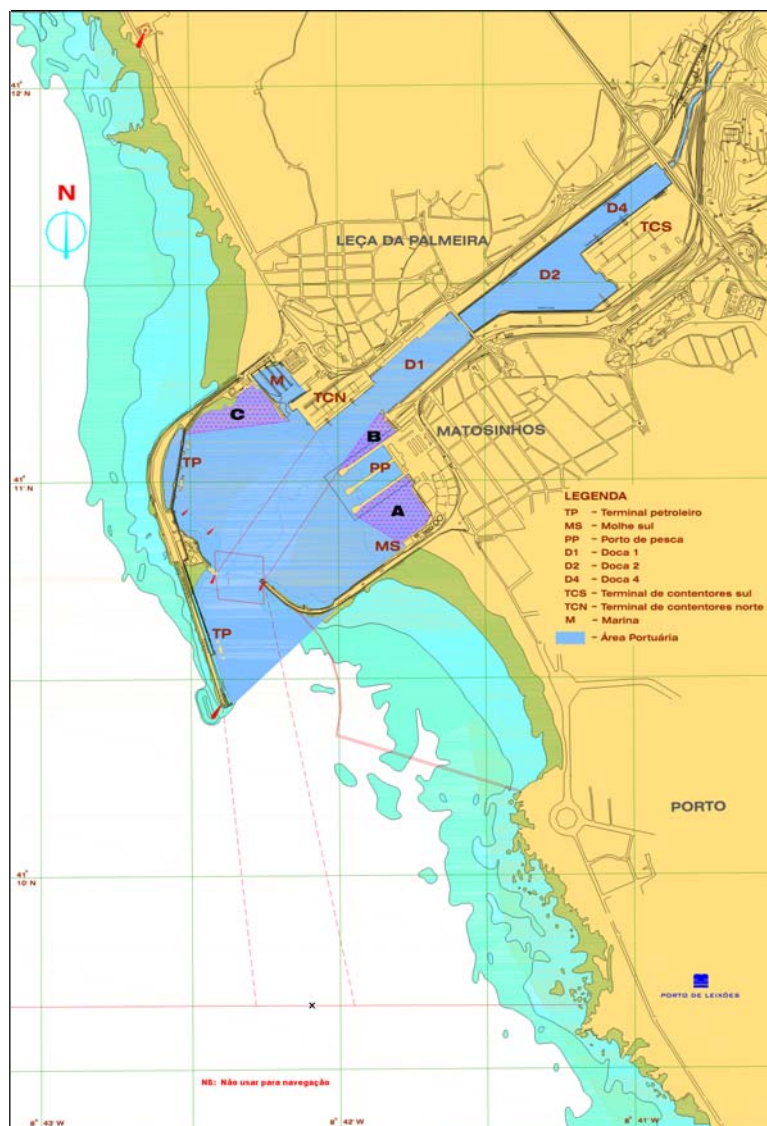 41°
12' N
N
LEÇA DA PALMEIRA
D4
TCS
D2
D1
M
TCN
C
B
MATOSINHOS
TP
PP
41°
11' N
A
MS
LEGENDA
TP - Terminal petroleiro
MS - Molhe sul
PP - Porto de pesca
D1 - Doca 1
D2 - Doca 2
D4 - Doca 4
TCS - Terminal de contentores sul
TCN - Terminal de contentores norte
M - Marina
- Área Portuária
TP
PORTO
41°
10' N
PORTO DE LEIXÕES
x
NB: Não usar para navegação
8° 43' W
8° 42' W
8° 41' W